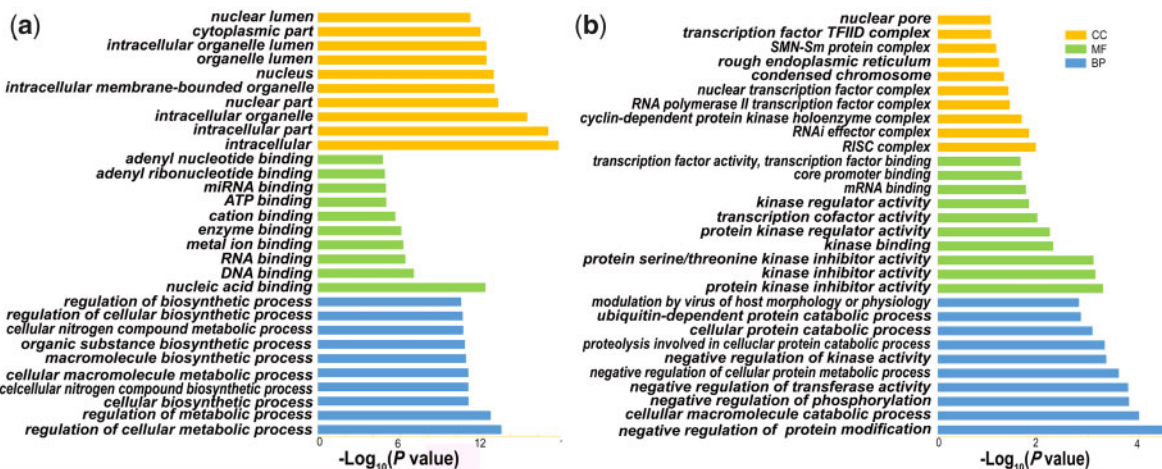 (a)
nuclear lumen
cytoplasmic part
intracellular organelle lumen
organelle lumen
nucleus
intracellular membrane-bounded organelle
nuclear part
intracellular organelle
intracellular part
intracellular
adenyl nucleotide binding
adenyl ribonucleotide binding
miRNA binding
ATP binding
cation binding
enzyme binding
metal ion binding
RNA binding
DNA binding
nucleic acid binding
regulation of biosynthetic process
regulation of cellular biosynthetic process
cellular nitrogen compound metabolic process
organic substance biosynthetic process
macromolecule biosynthetic process
cellular macromolecule metabolic process
celcellular nitrogen compound biosynthetic process
cellular biosynthetic process
regulation of metabolic process
regulation of cellular metabolic process
0 6 12
-Log10(P value)
(b)
nuclear pore
transcription factor TFIID complex
SMN-Sm protein complex
rough endoplasmic reticulum
condensed chromosome
nuclear transcription factor complex
RNA polymerase II transcription factor complex
cyclin-dependent protein kinase holoenzyme complex
RNAi effector complex
RISC complex
transcription factor activity, transcription factor binding
core promoter binding
mRNA binding
kinase regulator activity
transcription cofactor activity
protein kinase regulator activity
kinase binding
protein serine/threonine kinase inhibitor activity
kinase inhibitor activity
protein kinase inhibitor activity
modulation by virus of host morphology or physiology
ubiquitin-dependent protein catabolic process
cellular protein catabolic process
proteolysis involved in celluclar protein catabolic process
negative regulation of kinase activity
negative regulation of cellular protein metabolic process
negative regulation of transferase activity
negative regulation of phosphorylation
cellular macromolecule catabolic process
negative regulation of protein modification
0 2 4
-Log10(P value)
CC
MF
BP